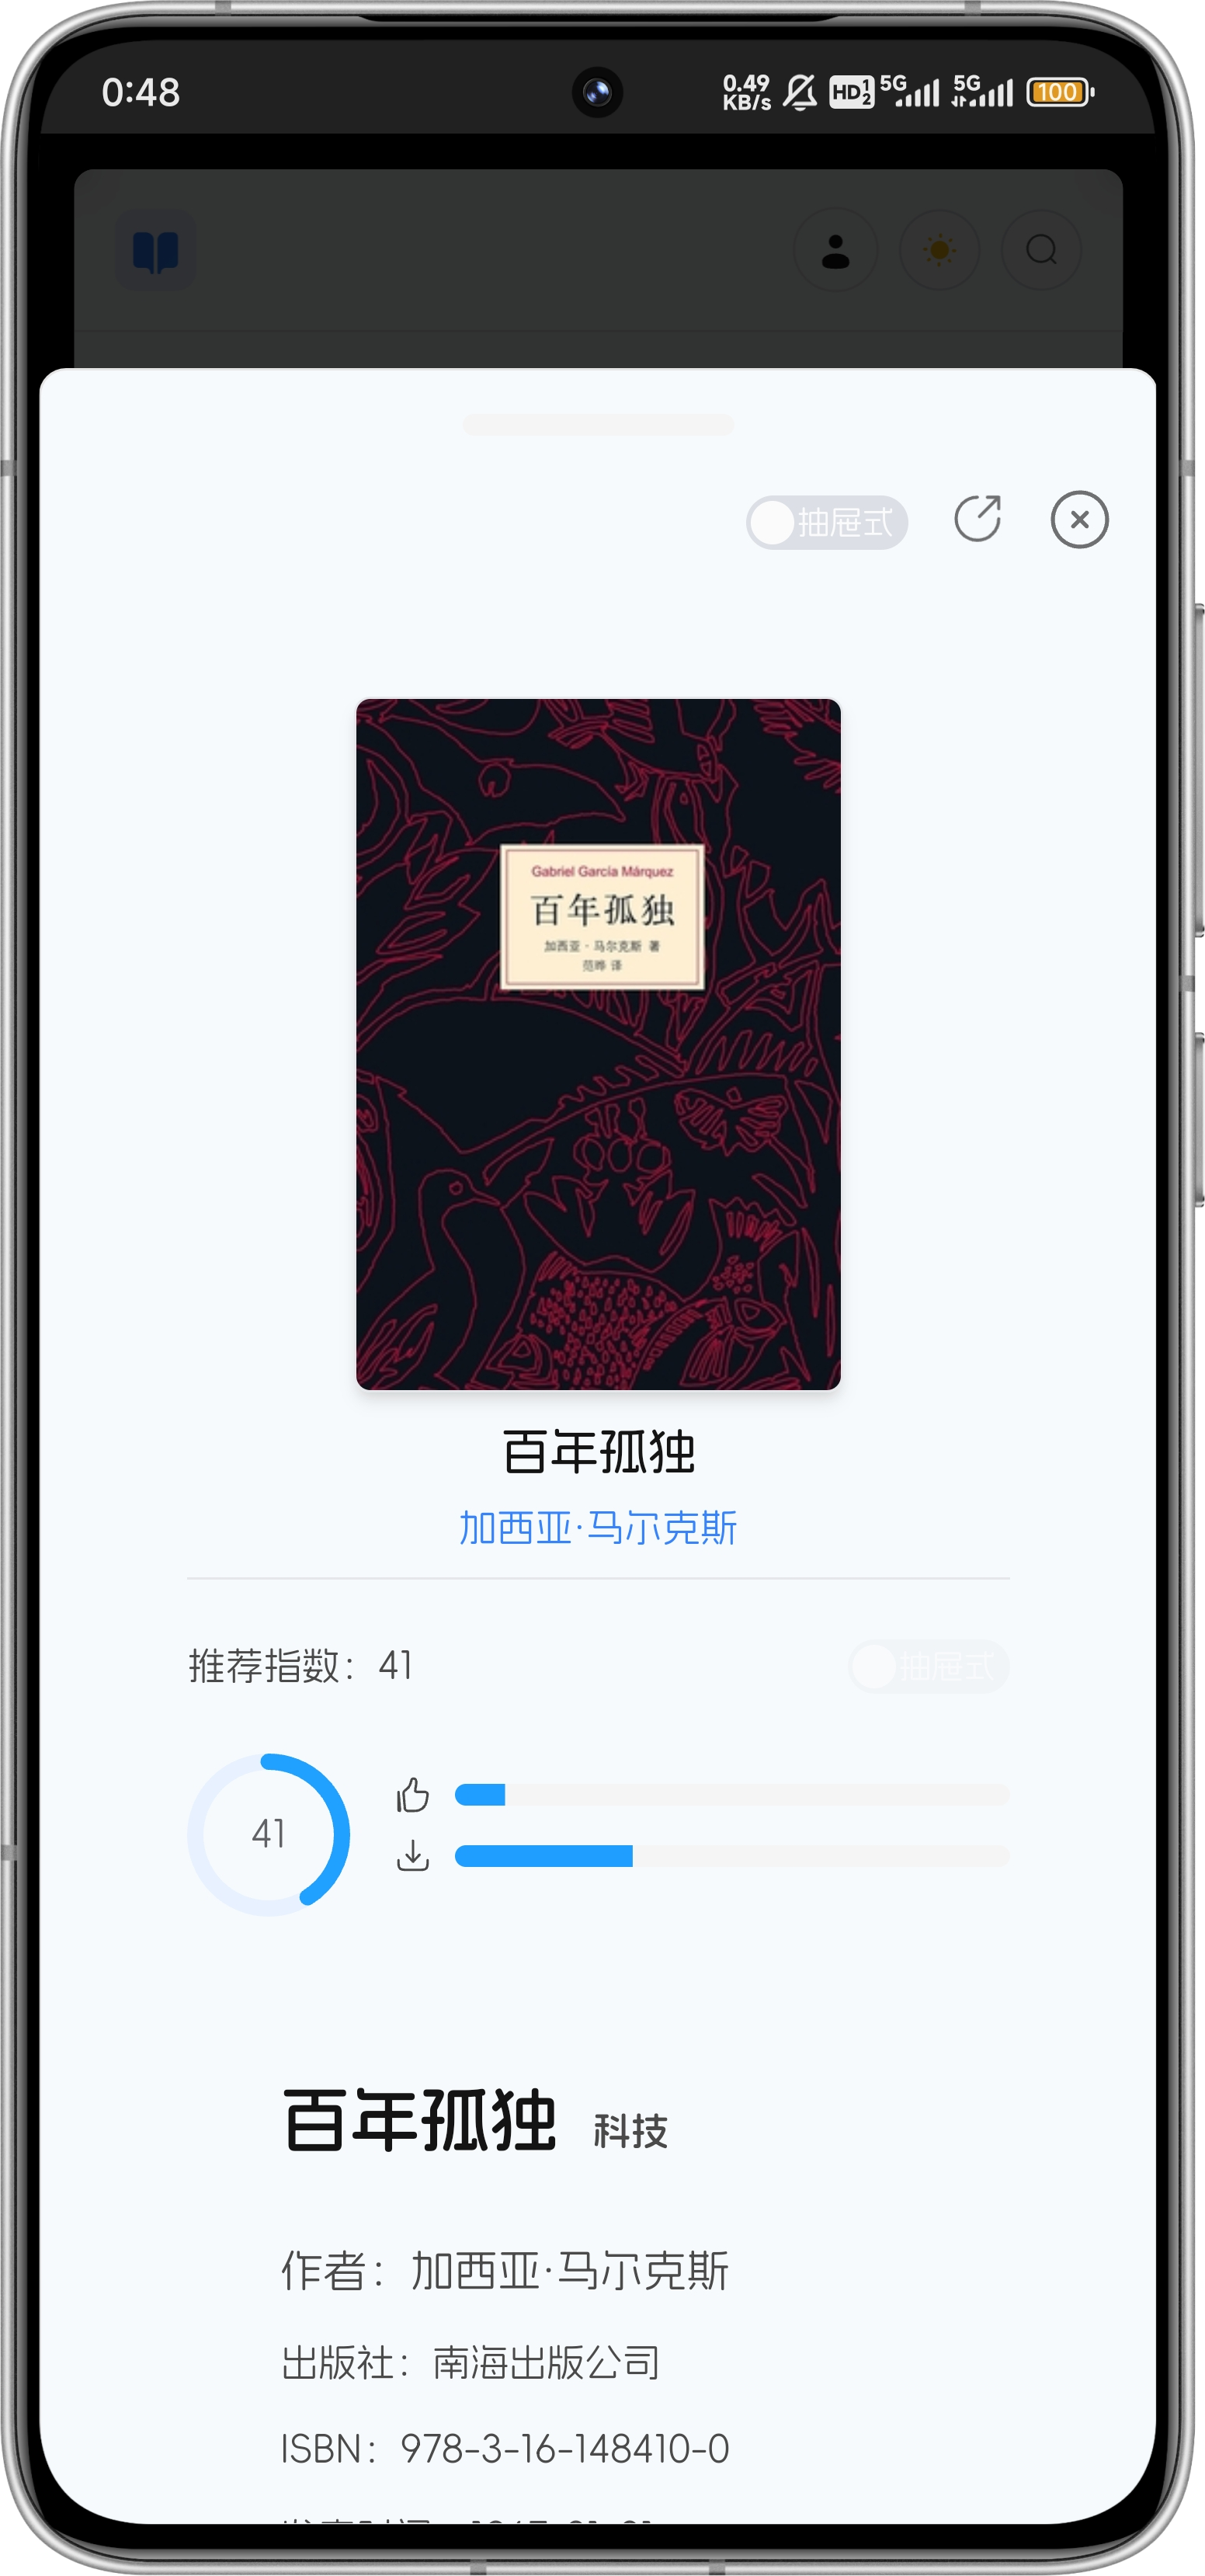 0:48
0.49 KB/s HD 1 2 5G 5G 100
抽屉式
Gabriel García Márquez
百年孤独
加西亚·马尔克斯 著
范晔 译
百年孤独
加西亚·马尔克斯
推荐指数：41
抽屉式
41
百年孤独 科技
作者：加西亚·马尔克斯
出版社：南海出版公司
ISBN：978-3-16-148410-0